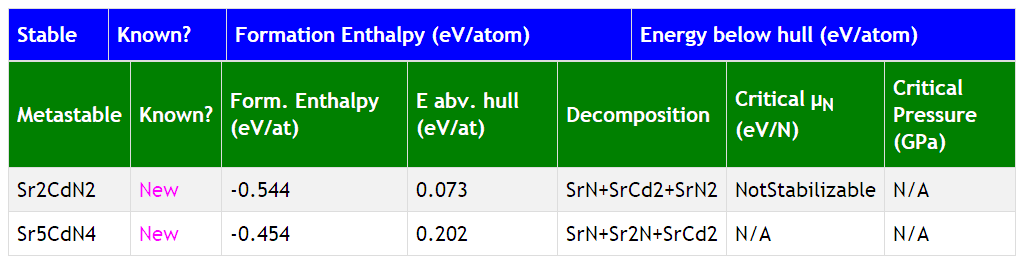 Stable Known? Formation Enthalpy (eV/atom) Energy below hull (eV/atom)
Metastable Known? Form. Enthalpy (eV/at) E abv. hull (eV/at) Decomposition Critical μN (eV/N) Critical Pressure (GPa)
Sr2CdN2 New -0.544 0.073 SrN+SrCd2+SrN2 NotStabilizable N/A
Sr5CdN4 New -0.454 0.202 SrN+Sr2N+SrCd2 N/A N/A